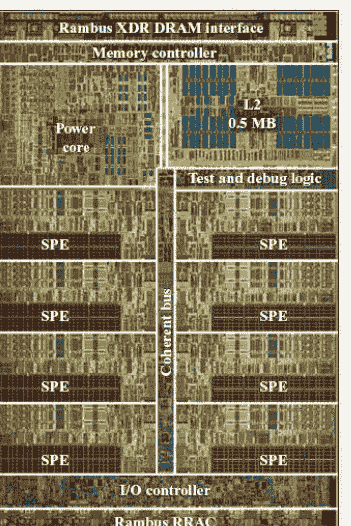 Rambus XDR DRAM interface
Memory controller
Power
core
L2
0.5 MB
Test and debug logic
SPE
SPE
SPE
SPE
Coherent bus
SPE
SPE
SPE
SPE
I/O controller
Rambus RRAC